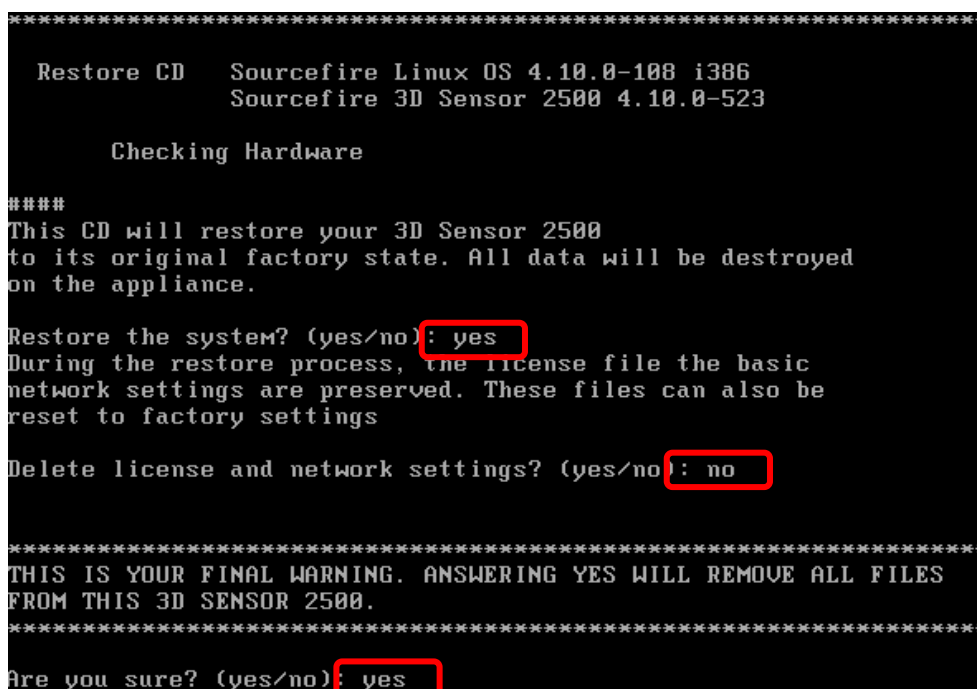 *****************************************************************
Restore CD Sourcefire Linux OS 4.10.0-108 i386
Sourcefire 3D Sensor 2500 4.10.0-523
Checking Hardware
####
This CD will restore your 3D Sensor 2500
to its original factory state. All data will be destroyed
on the appliance.
Restore the system? (yes/no): yes
During the restore process, the license file the basic
network settings are preserved. These files can also be
reset to factory settings
Delete license and network settings? (yes/no): no
*****************************************************************
THIS IS YOUR FINAL WARNING. ANSWERING YES WILL REMOVE ALL FILES
FROM THIS 3D SENSOR 2500.
*****************************************************************
Are you sure? (yes/no): yes